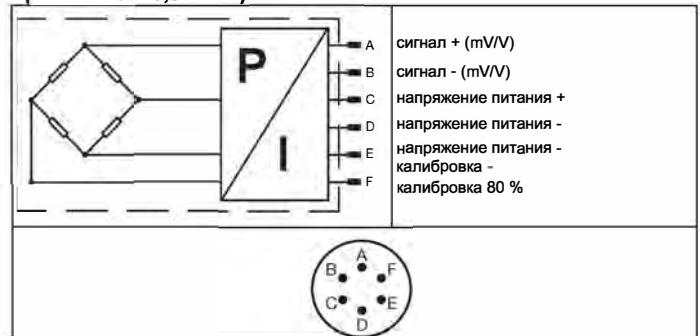 P
I
A сигнал + (mV/V)
B сигнал - (mV/V)
C напряжение питания +
D напряжение питания -
E напряжение питания -
калибровка -
F калибровка 80 %
A
B F
C E
D